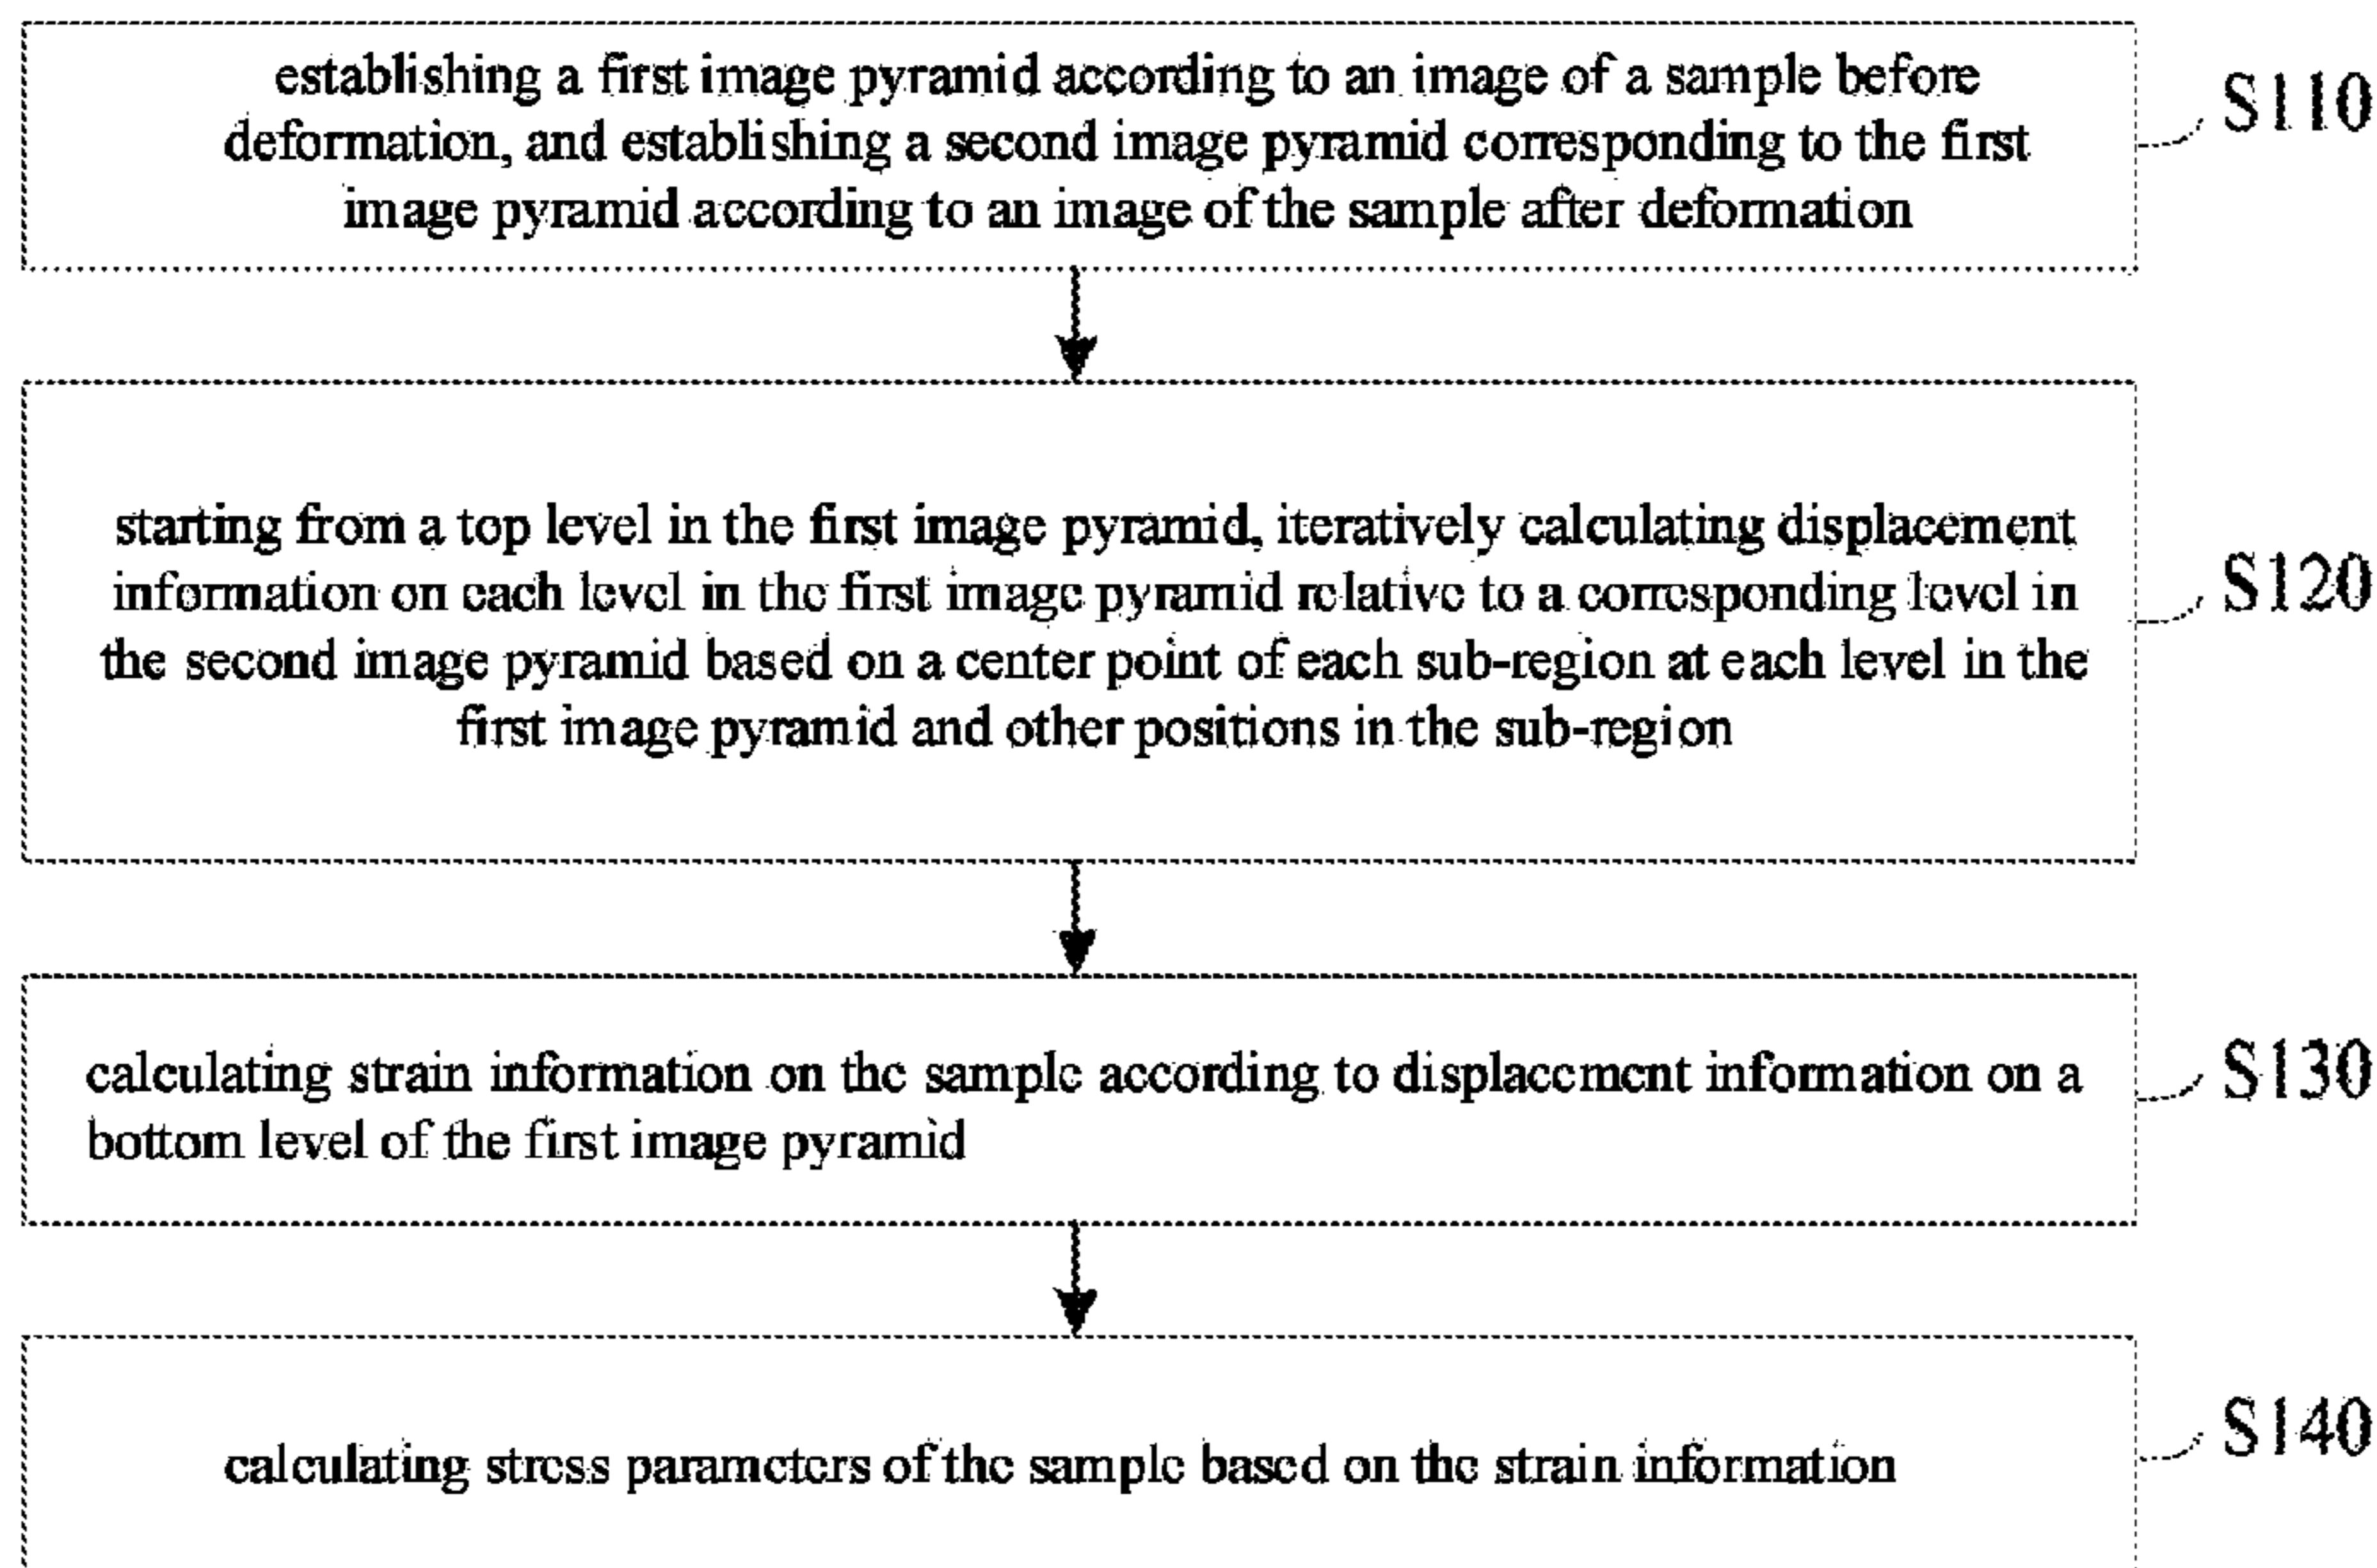 establishing a first image pyramid according to an image of a sample before
deformation, and establishing a second image pyramid corresponding to the first
image pyramid according to an image of the sample after deformation
S110
starting from a top level in the first image pyramid, iteratively calculating displacement
information on each level in the first image pyramid relative to a corresponding level in
the second image pyramid based on a center point of each sub-region at each level in the
first image pyramid and other positions in the sub-region
S120
calculating strain information on the sample according to displacement information on a
bottom level of the first image pyramid
S130
calculating stress parameters of the sample based on the strain information
S140